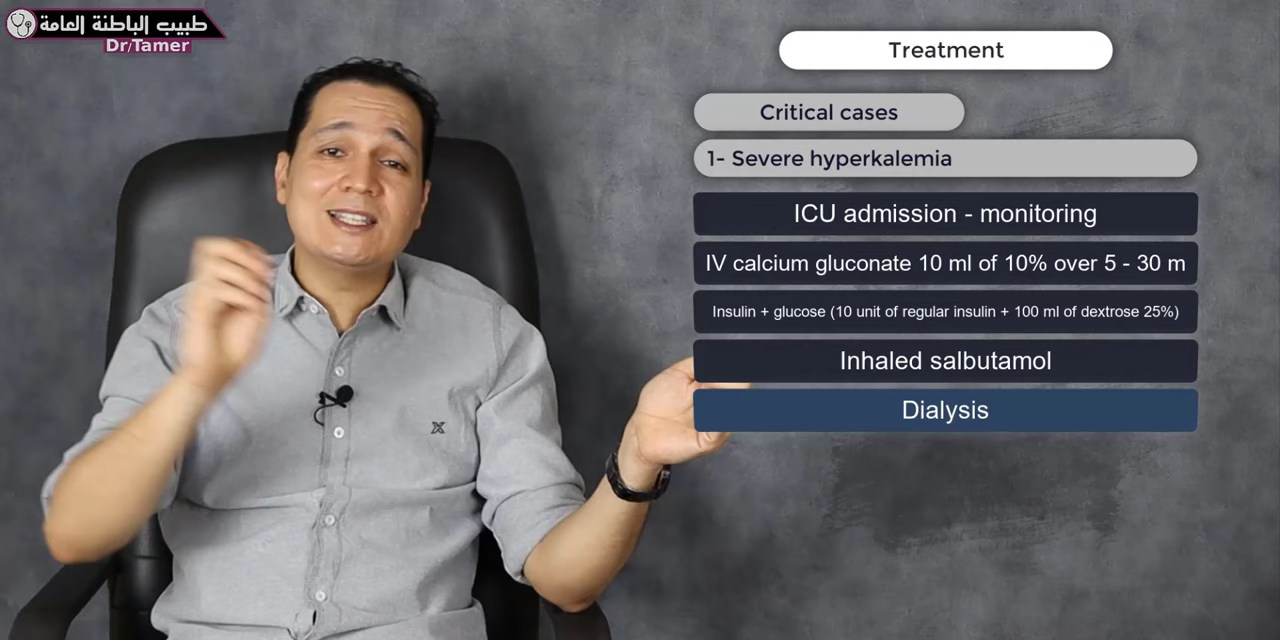 طبيب الباطنة العامة
Dr/Tamer
Treatment
Critical cases
1- Severe hyperkalemia
ICU admission - monitoring
IV calcium gluconate 10 ml of 10% over 5 - 30 m
Insulin + glucose (10 unit of regular insulin + 100 ml of dextrose 25%)
Inhaled salbutamol
Dialysis